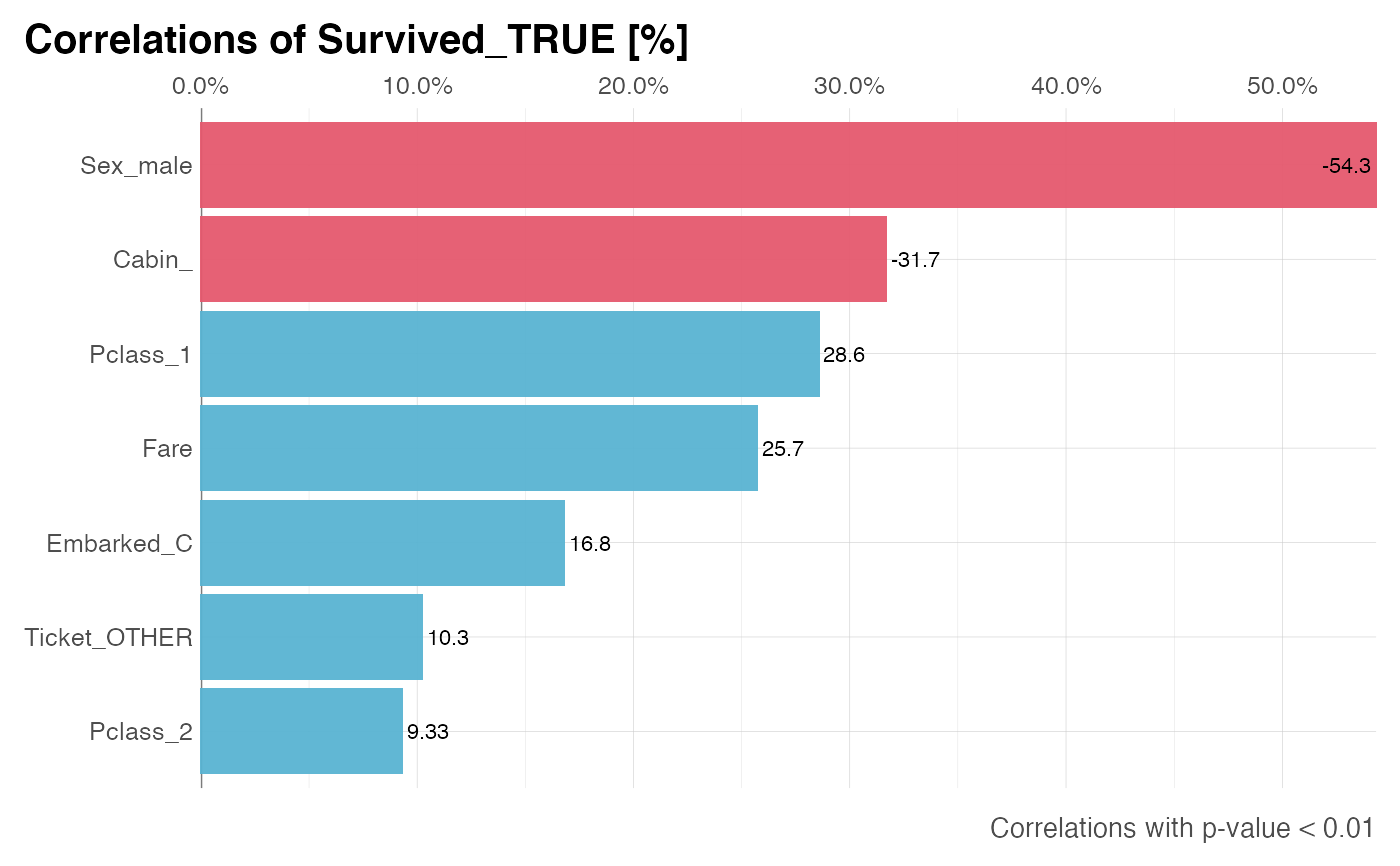 Correlations of Survived_TRUE [%]
0.0% 10.0% 20.0% 30.0% 40.0% 50.0%
Sex_male -54.3
Cabin_ -31.7
Pclass_1 28.6
Fare 25.7
Embarked_C 16.8
Ticket_OTHER 10.3
Pclass_2 9.33
Correlations with p-value < 0.01